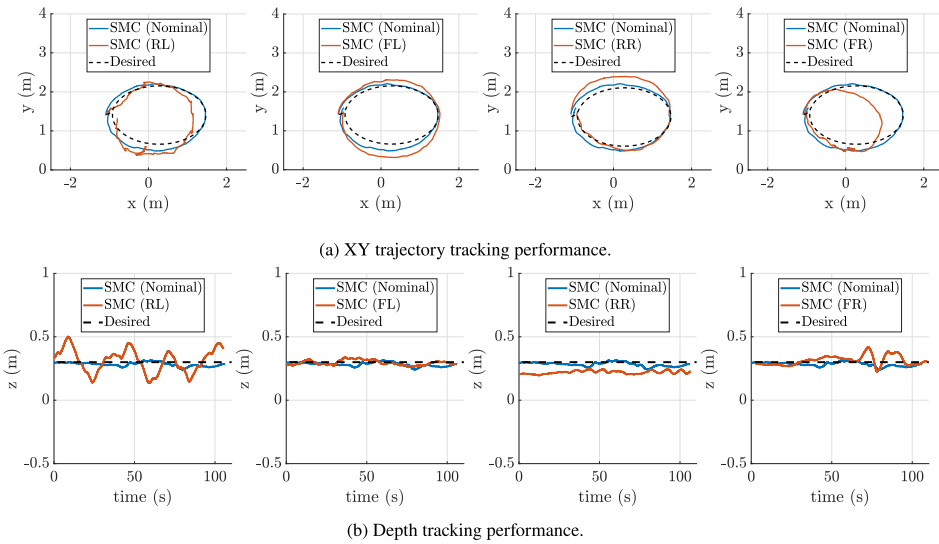 4
3
2
1
0
y (m)
-2
0
2
x (m)
SMC (Nominal)
SMC (RL)
Desired
4
3
2
1
0
y (m)
-2
0
2
x (m)
SMC (Nominal)
SMC (FL)
Desired
4
3
2
1
0
y (m)
-2
0
2
x (m)
SMC (Nominal)
SMC (RR)
Desired
4
3
2
1
0
y (m)
-2
0
2
x (m)
SMC (Nominal)
SMC (FR)
Desired
(a) XY trajectory tracking performance.
1
0.5
0
-0.5
z (m)
0
50
100
time (s)
SMC (Nominal)
SMC (RL)
Desired
1
0.5
0
-0.5
z (m)
0
50
100
time (s)
SMC (Nominal)
SMC (FL)
Desired
1
0.5
0
-0.5
z (m)
0
50
100
time (s)
SMC (Nominal)
SMC (RR)
Desired
1
0.5
0
-0.5
z (m)
0
50
100
time (s)
SMC (Nominal)
SMC (FR)
Desired
(b) Depth tracking performance.